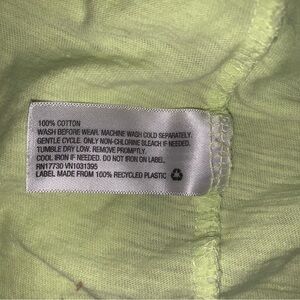 100% COTTON
WASH BEFORE WEAR. MACHINE WASH COLD SEPARATELY.
GENTLE CYCLE. ONLY NON-CHLORINE BLEACH IF NEEDED.
TUMBLE DRY LOW. REMOVE PROMPTLY.
COOL IRON IF NEEDED. DO NOT IRON ON LABEL.
RN17730 VN1031395
LABEL MADE FROM 100% RECYCLED PLASTIC